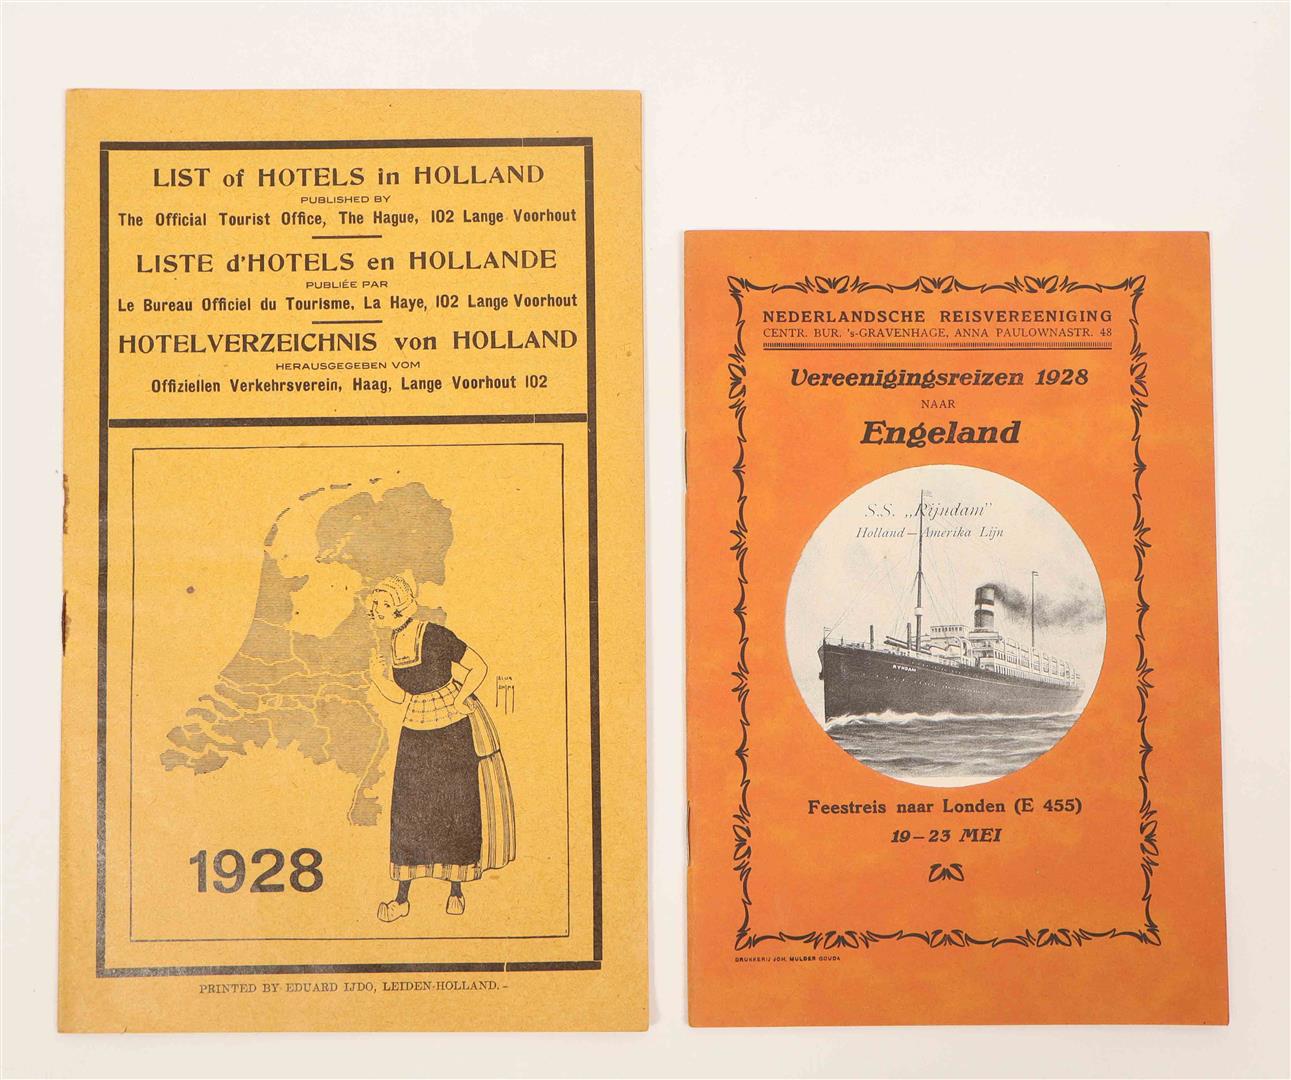 LIST of HOTELS in HOLLAND
PUBLISHED BY
The Official Tourist Office, The Hague, 102 Lange Voorhout
LISTE d'HOTELS en HOLLANDE
PUBLIÉE PAR
Le Bureau Officiel du Tourisme, La Haye, 102 Lange Voorhout
HOTELVERZEICHNIS von HOLLAND
HERAUSGEGEBEN VOM
Offiziellen Verkehrsverein, Haag, Lange Voorhout 102
1928
PRINTED BY EDUARD IJDO, LEIDEN-HOLLAND. –
NEDERLANDSCHE REISVEREENIGING
CENTR. BUR. 's-GRAVENHAGE, ANNA PAULOWNASTR. 48
Vereenigingsreizen 1928
NAAR
Engeland
S.S. „Rijndam"
Holland – Amerika Lijn
RYNDAM
Feestreis naar Londen (E 455)
19 – 23 MEI
DRUKKERIJ JOH. MULDER GOUDA